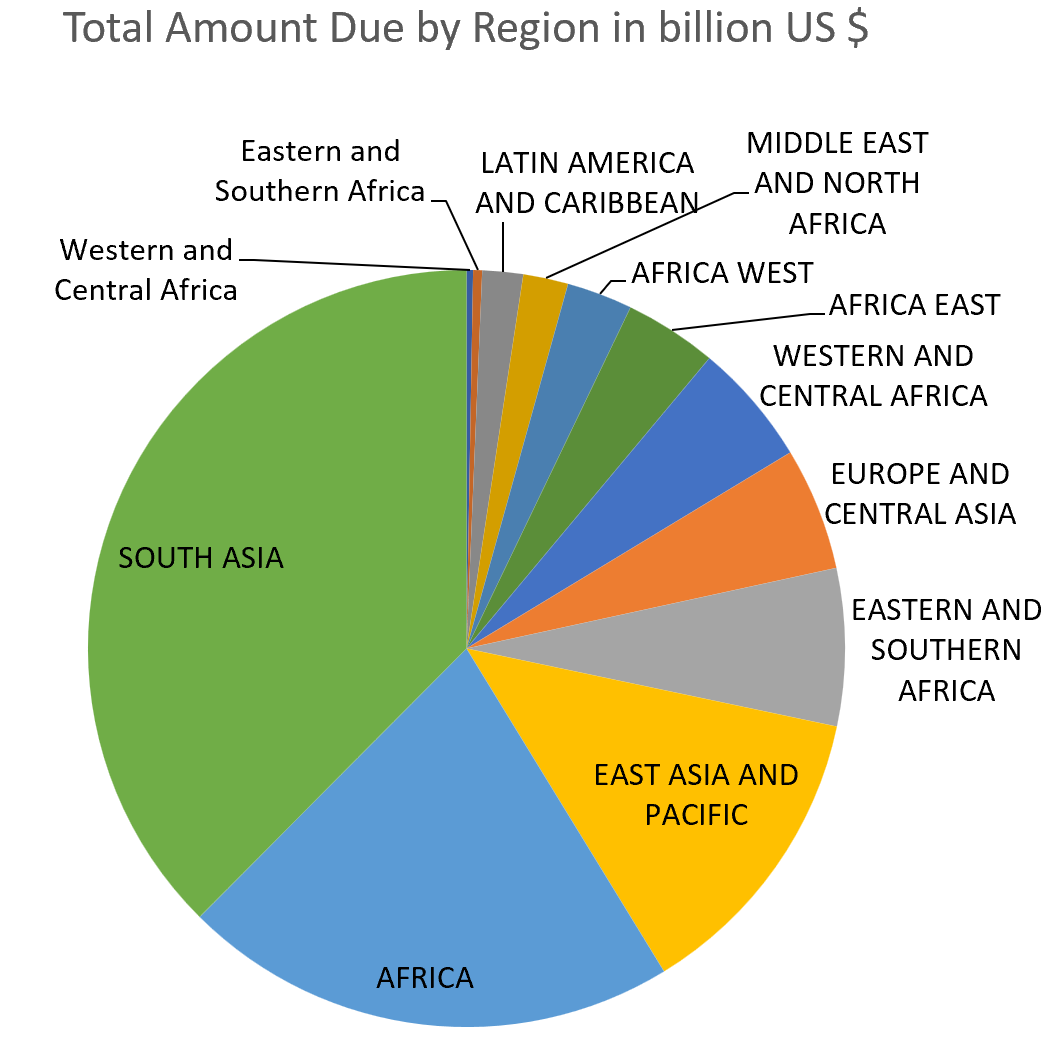 Total Amount Due by Region in billion US $
Eastern and
Southern Africa
LATIN AMERICA
AND CARIBBEAN
MIDDLE EAST
AND NORTH
AFRICA
Western and
Central Africa
AFRICA WEST
AFRICA EAST
WESTERN AND
CENTRAL AFRICA
EUROPE AND
CENTRAL ASIA
SOUTH ASIA
EASTERN AND
SOUTHERN
AFRICA
EAST ASIA AND
PACIFIC
AFRICA